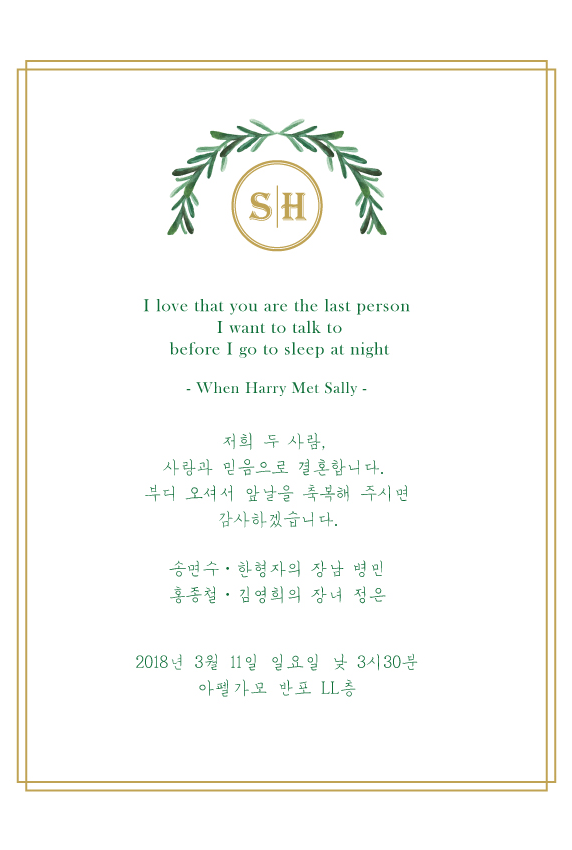 S|H
I love that you are the last person
I want to talk to
before I go to sleep at night
- When Harry Met Sally -
저희 두 사람,
사랑과 믿음으로 결혼합니다.
부디 오셔서 앞날을 축복해 주시면
감사하겠습니다.
송면수 · 한형자의 장남 병민
홍종철 · 김영희의 장녀 정은
2018년 3월 11일 일요일 낮 3시30분
아펠가모 반포 LL층